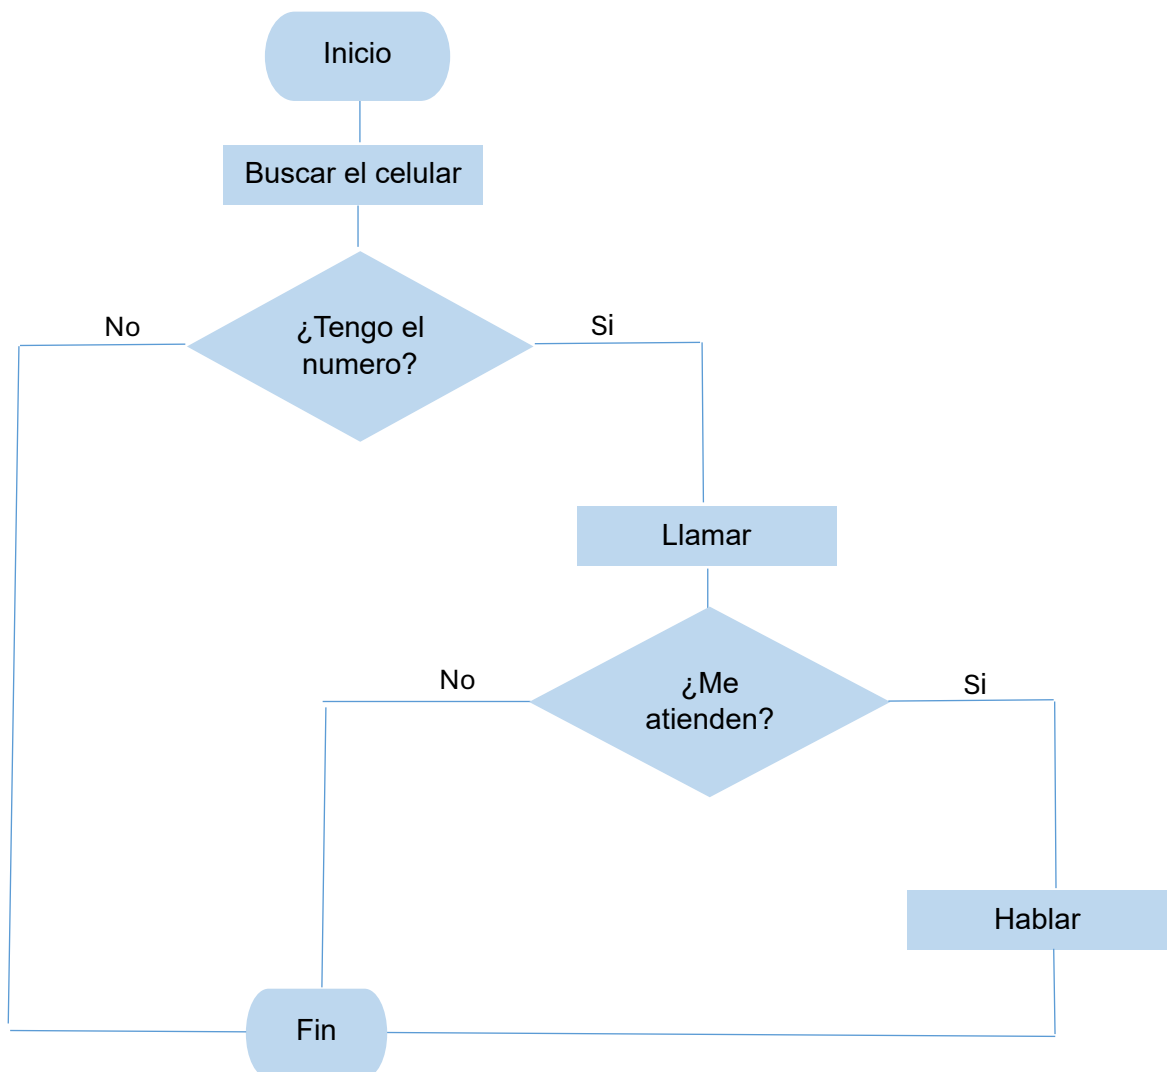 Inicio
Buscar el celular
¿Tengo el
numero?
No
Si
Llamar
¿Me
atienden?
No
Si
Hablar
Fin